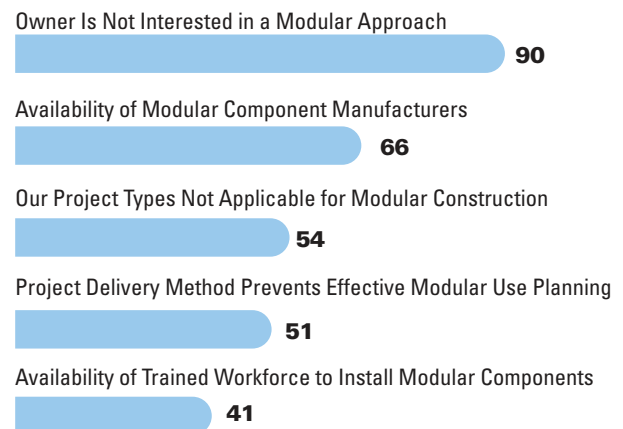 Owner Is Not Interested in a Modular Approach
90
Availability of Modular Component Manufacturers
66
Our Project Types Not Applicable for Modular Construction
54
Project Delivery Method Prevents Effective Modular Use Planning
51
Availability of Trained Workforce to Install Modular Components
41